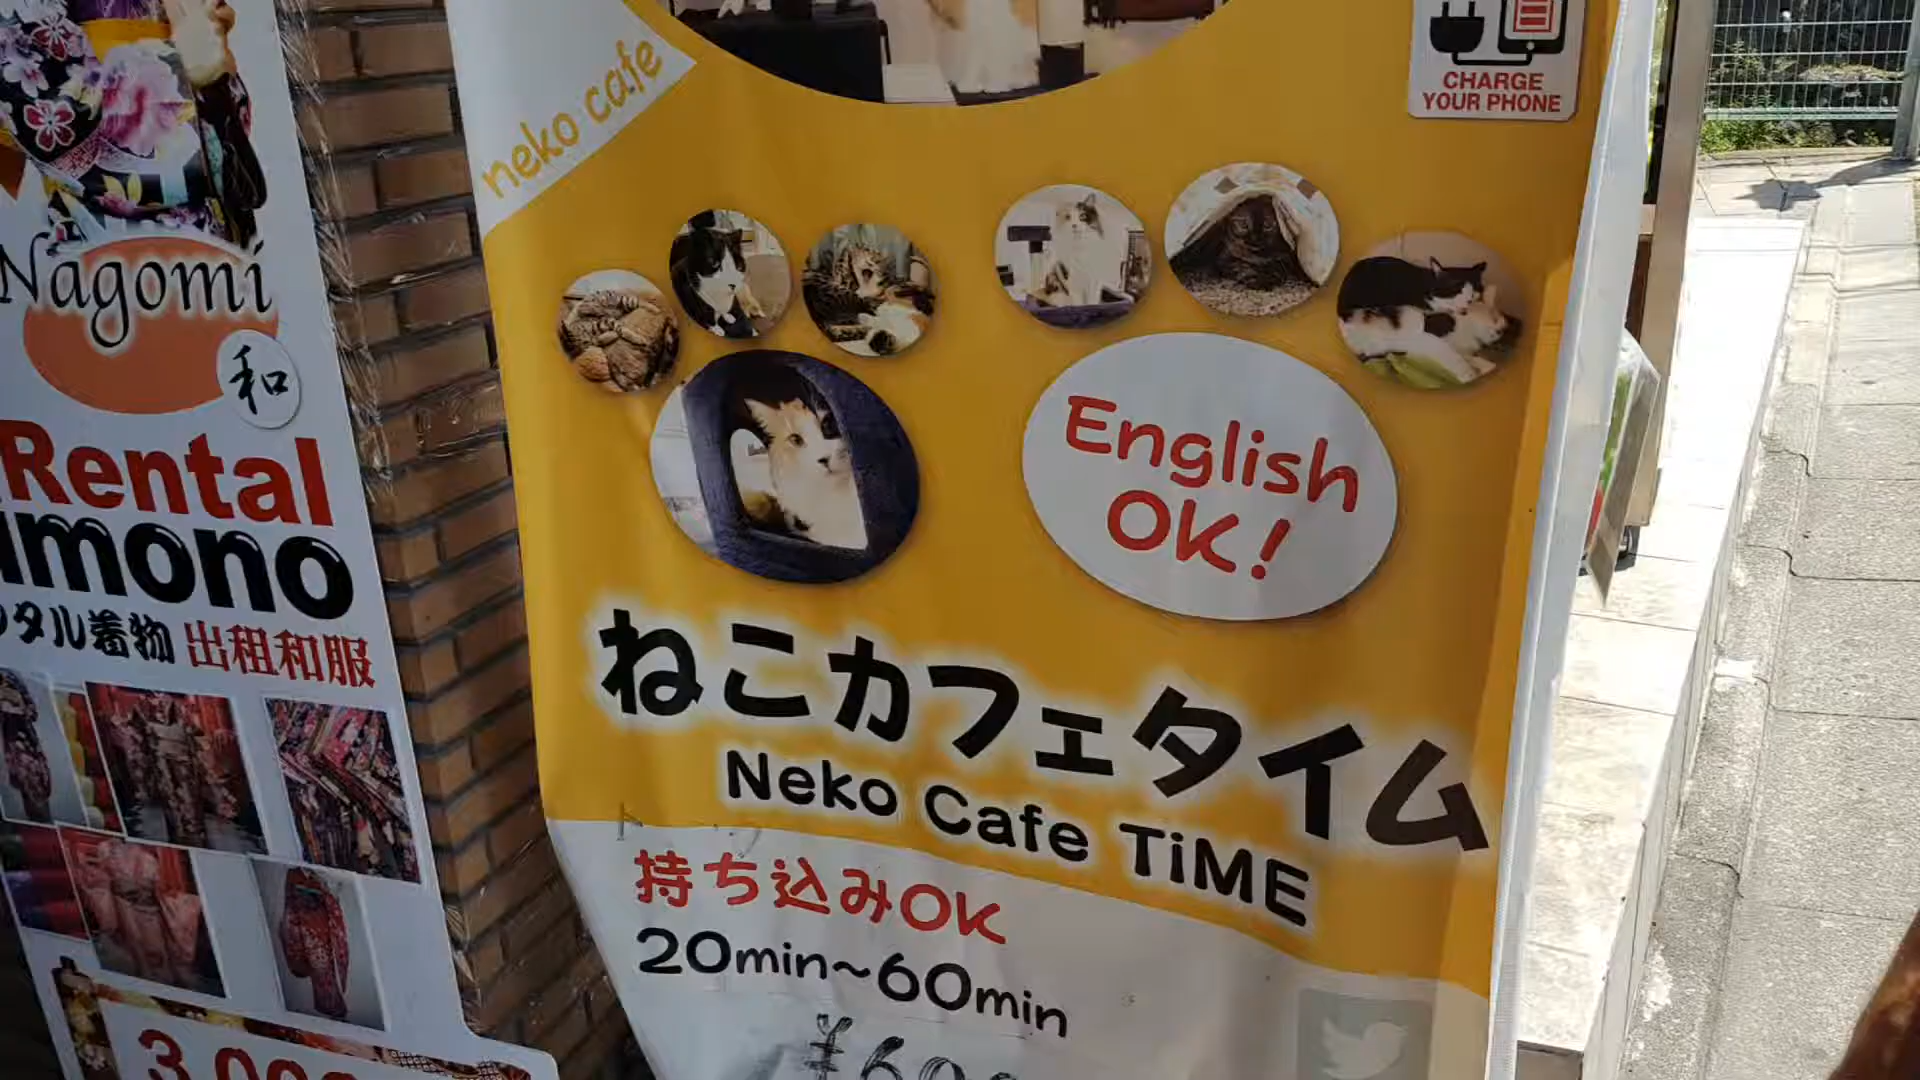 Nagomi
和
Rental
imono
タル着物 出租和服
neko cafe
CHARGE
YOUR PHONE
English
OK!
ねこカフェタイム
Neko Cafe TiME
持ち込みOK
20min~60min